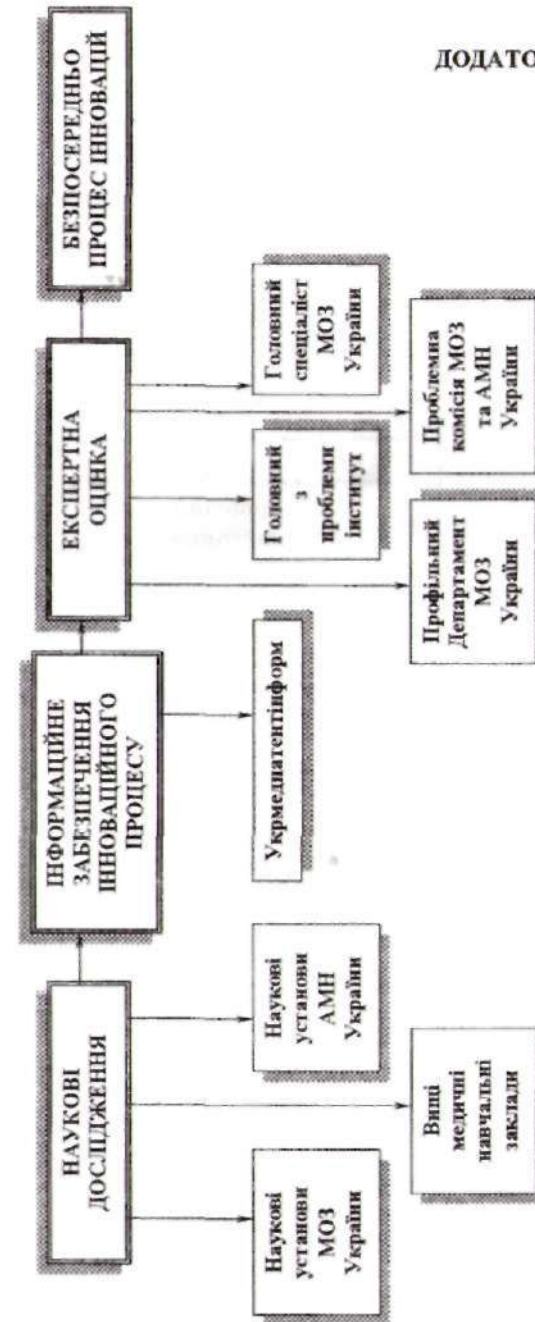 ДОДАТО
НАУКОВІ
ДОСЛІДЖЕННЯ
ІНФОРМАЦІЙНЕ
ЗАБЕЗПЕЧЕННЯ
ІННОВАЦІЙНОГО
ПРОЦЕСУ
ЕКСПЕРТНА
ОЦІНКА
БЕЗПОСЕРЕДНЬО
ПРОЦЕС ІННОВАЦІЙ
Наукові
установи
МОЗ
України
Наукові
установи
АМН
України
Укрмедпатентінформ
Головний
з
проблеми
інститут
Головний
спеціаліст
МОЗ
України
Вищі
медичні
навчальні
заклади
Профільний
Департамент
МОЗ
України
Проблемна
комісія МОЗ
та АМН
України